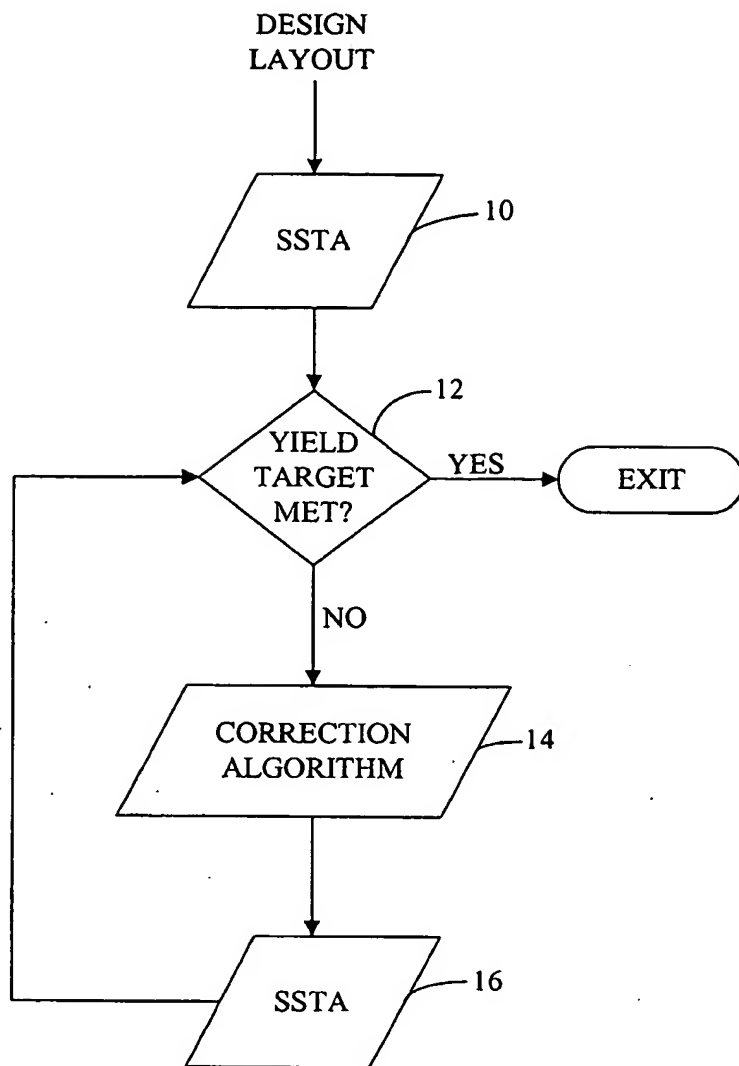 DESIGN
LAYOUT
SSTA
10
12
YIELD
TARGET
MET?
YES
EXIT
NO
CORRECTION
ALGORITHM
14
SSTA
16